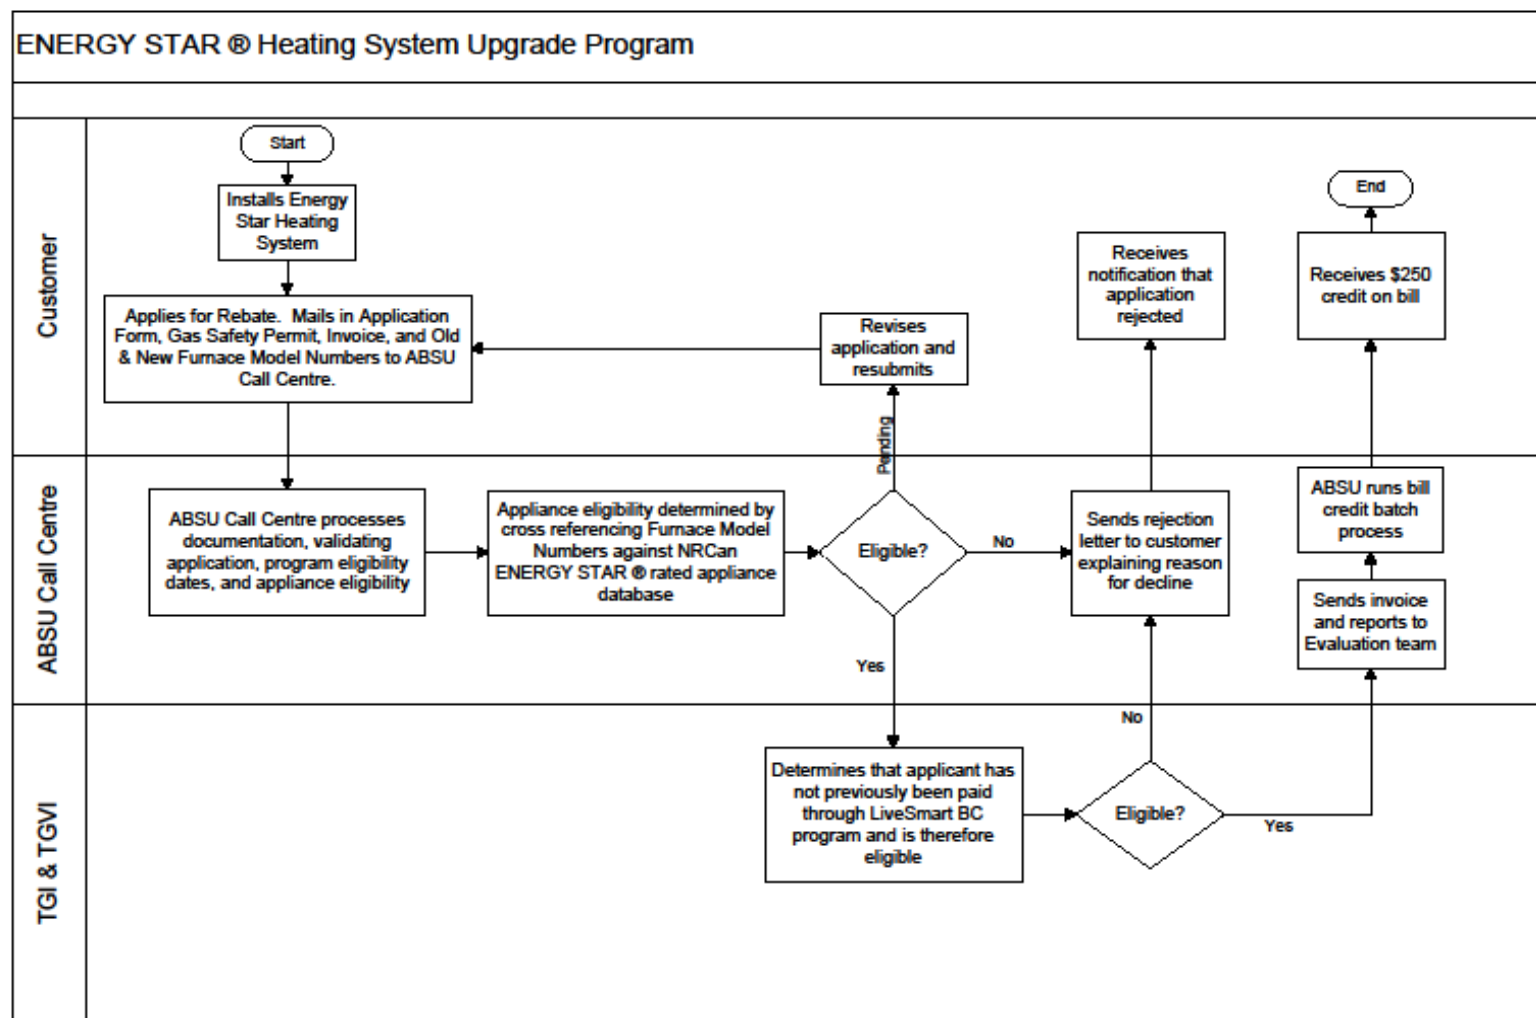 ENERGY STAR ® Heating System Upgrade Program
Customer
Start
Installs Energy
Star Heating
System
Applies for Rebate. Mails in Application
Form, Gas Safety Permit, Invoice, and Old
& New Furnace Model Numbers to ABSU
Call Centre.
Revises
application and
resubmits
Receives
notification that
application
rejected
End
Receives $250
credit on bill
Pending
ABSU Call Centre
ABSU Call Centre processes
documentation, validating
application, program eligibility
dates, and appliance eligibility
Appliance eligibility determined by
cross referencing Furnace Model
Numbers against NRCan
ENERGY STAR ® rated appliance
database
Eligible?
No
Yes
Sends rejection
letter to customer
explaining reason
for decline
ABSU runs bill
credit batch
process
Sends invoice
and reports to
Evaluation team
TGI & TGVI
Determines that applicant has
not previously been paid
through LiveSmart BC
program and is therefore
eligible
Eligible?
No
Yes